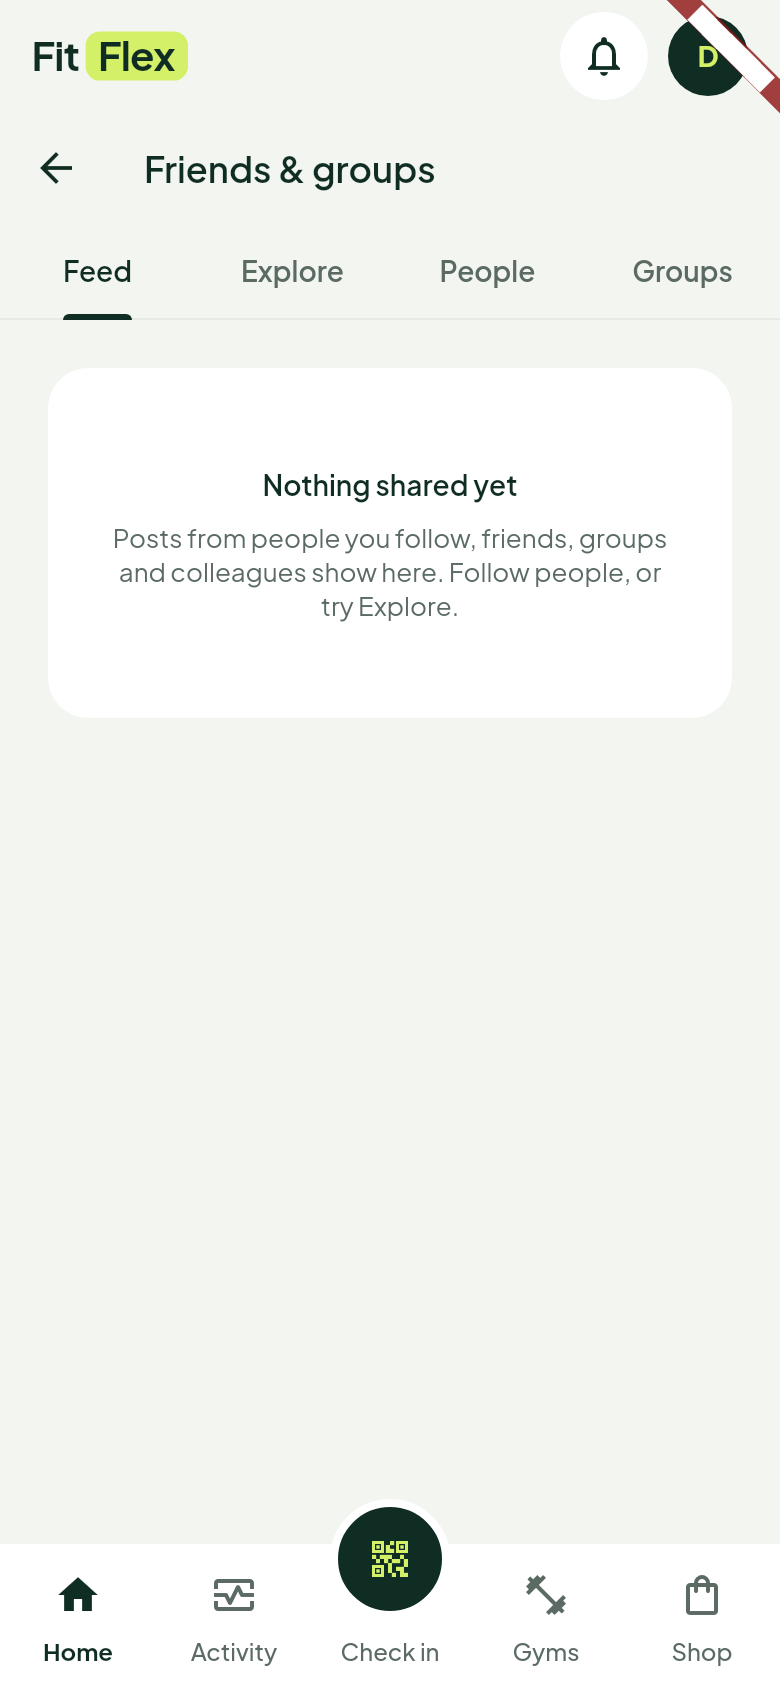 Fit Flex
D
Friends & groups
Feed Explore People Groups
Nothing shared yet
Posts from people you follow, friends, groups
and colleagues show here. Follow people, or
try Explore.
Home Activity Check in Gyms Shop